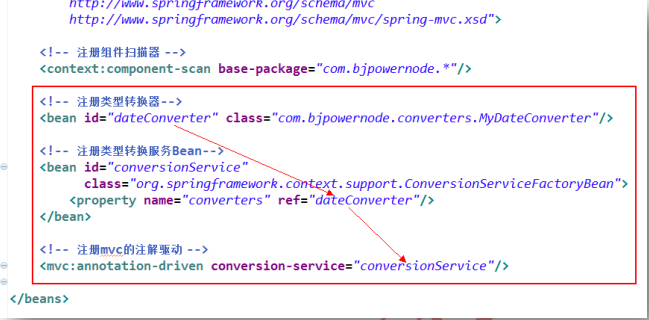 http://www.springframework.org/schema/mvc
http://www.springframework.org/schema/mvc/spring-mvc.xsd">
<!-- 注册组件扫描器 -->
<context:component-scan base-package="com.bjpowernode.*"/>
<!-- 注册类型转换器-->
<bean id="dateConverter" class="com.bjpowernode.converters.MyDateConverter"/>
<!-- 注册类型转换服务Bean-->
<bean id="conversionService"
class="org.springframework.context.support.ConversionServiceFactoryBean">
<property name="converters" ref="dateConverter"/>
</bean>
<!-- 注册mvc的注解驱动 -->
<mvc:annotation-driven conversion-service="conversionService"/>
</beans>